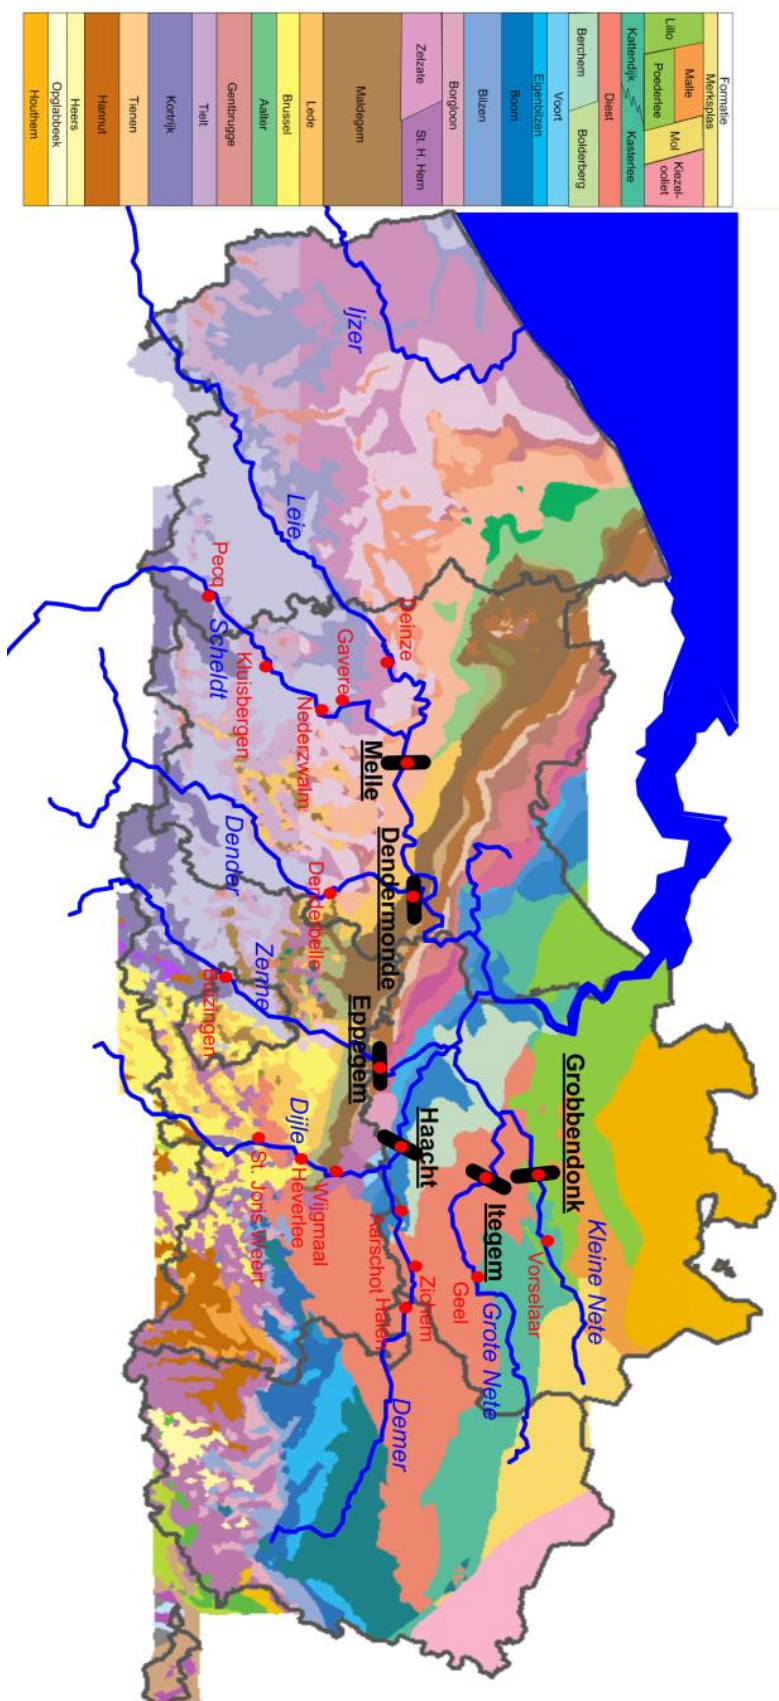 Formatie
Merksplas
Lillo
Malle
Poederlee
Mol
Kiezel-
ooliet
Kattendijk
Kasterlee
Diest
Berchem
Bolderberg
Voort
Eigenbilzen
Boom
Bilzen
Borgloon
Zelzate
St. H. Hern
Maldegem
Lede
Brussel
Aalter
Gentbrugge
Tielt
Kortrijk
Tienen
Hannut
Heers
Opglabbeek
Houthem
Ijzer
Leie
Deinze
Gavere
Pecq
Scheldt
Kluisbergen
Nederzwalm
Melle
Dendermonde
Dender
Denderbelle
Zenne
Buizingen
Eppegem
Dijle
Haacht
Grobbendonk
Kleine Nete
Itegem
Vorselaar
Geel
Grote Nete
Zichem
Aarschot
Halen
Wijgmaal
Heverlee
St. Joris Weert
Demer